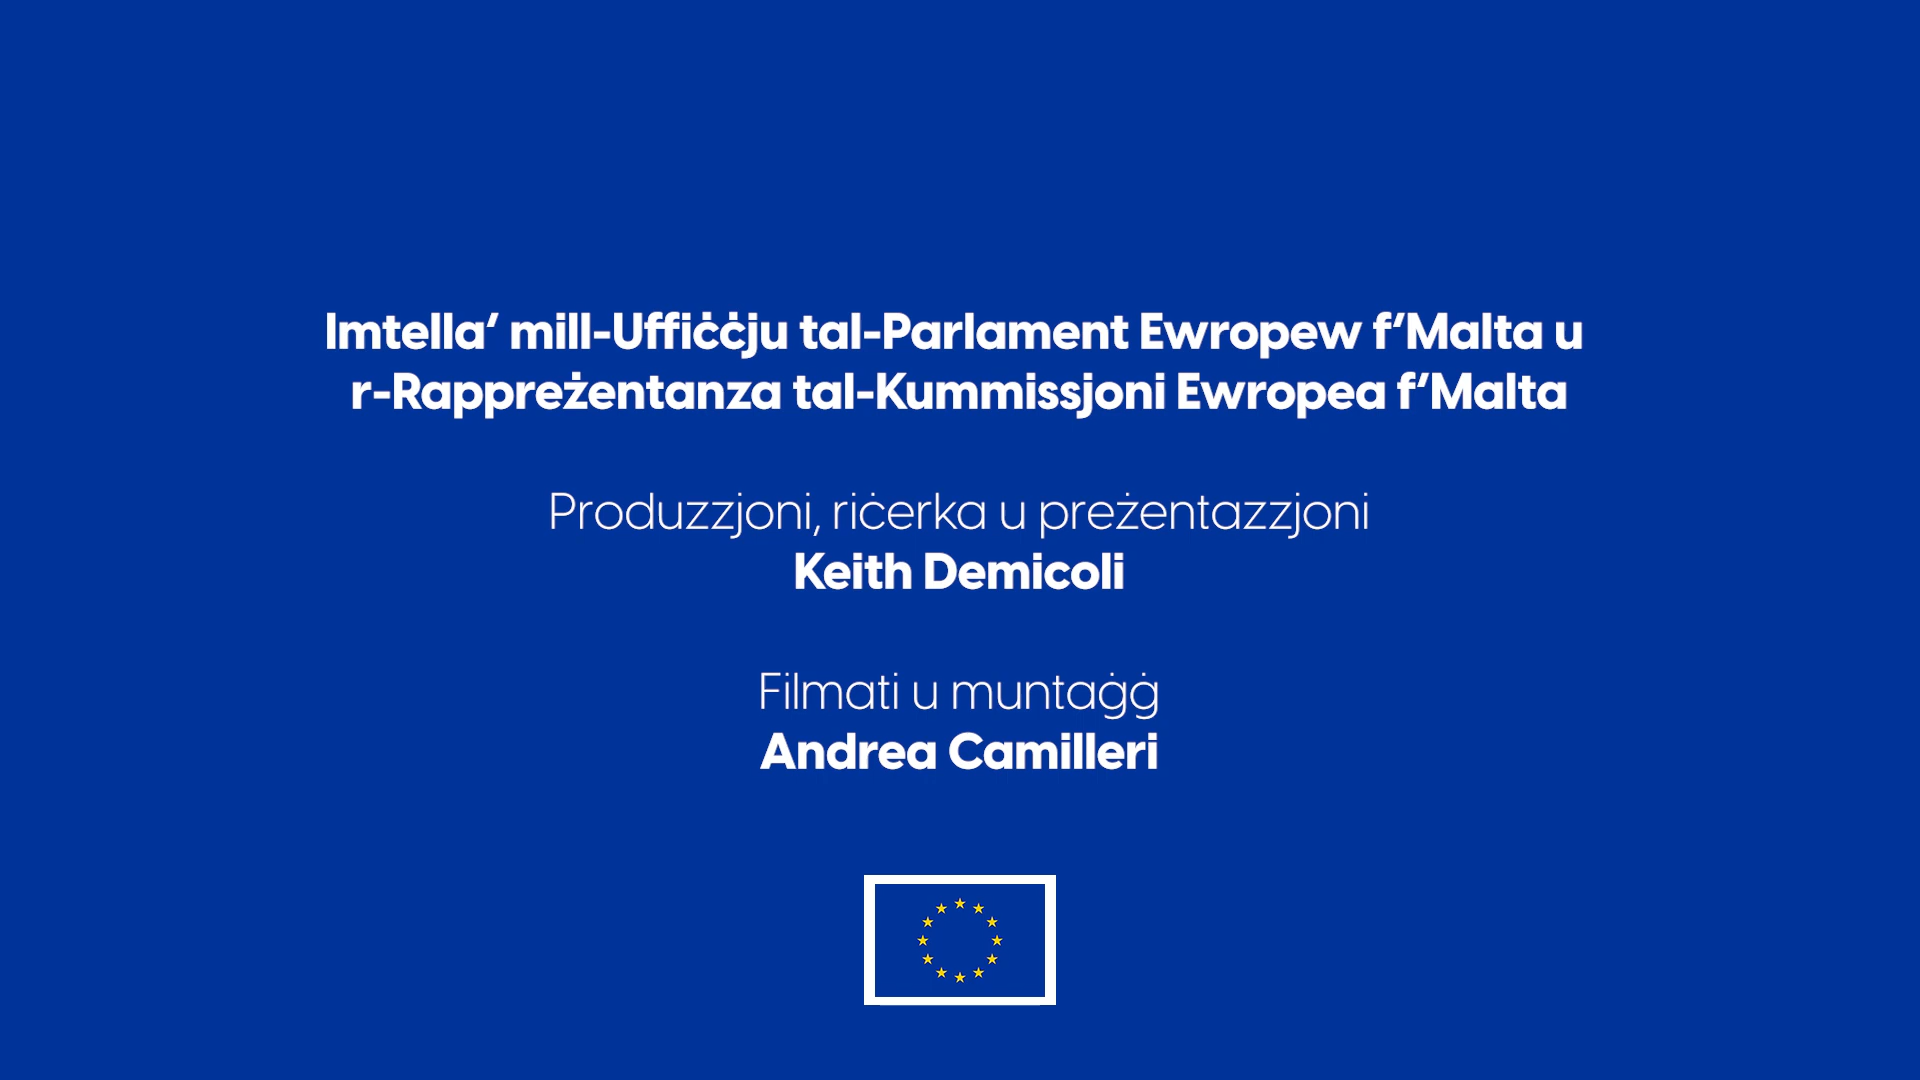 Imtella’ mill-Uffiċċju tal-Parlament Ewropew f’Malta u
r-Rappreżentanza tal-Kummissjoni Ewropea f’Malta
Produzzjoni, riċerka u preżentazzjoni
Keith Demicoli
Filmati u muntaġġ
Andrea Camilleri